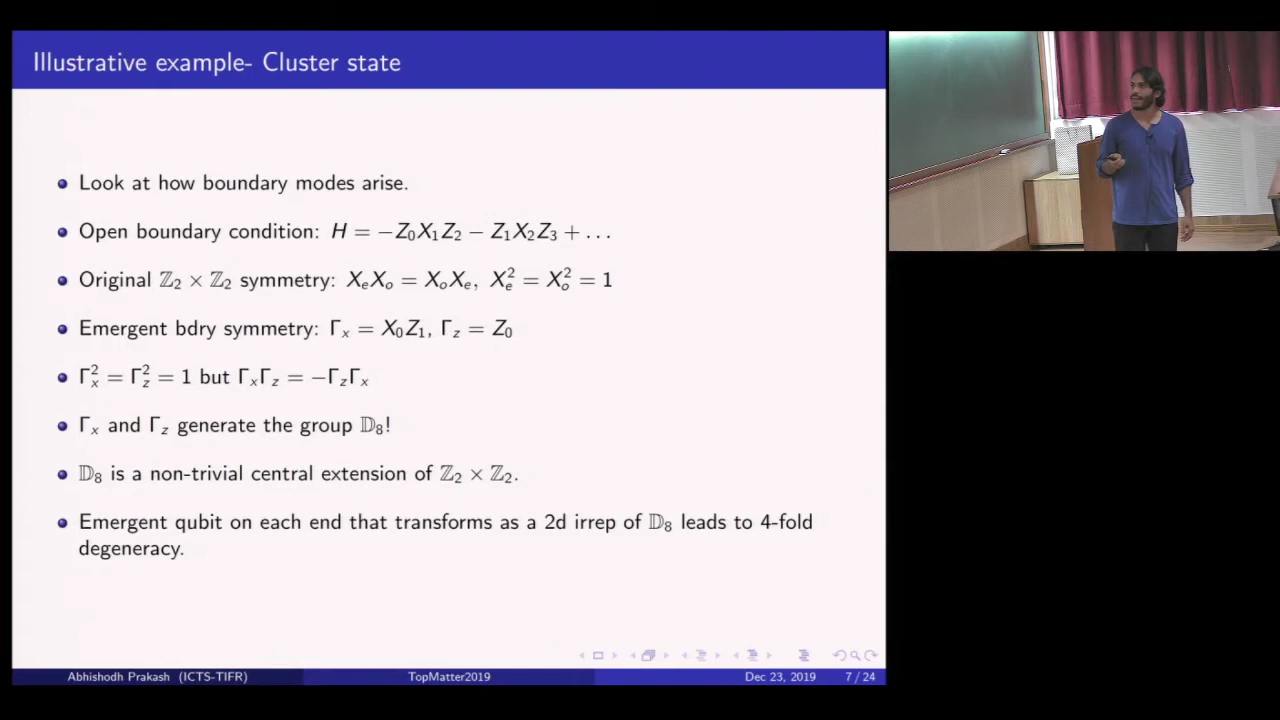 Illustrative example- Cluster state
Look at how boundary modes arise.
Open boundary condition: H = −Z₀X₁Z₂ − Z₁X₂Z₃ + …
Original ℤ₂ × ℤ₂ symmetry: XₑXₒ = XₒXₑ, Xₑ² = Xₒ² = 1
Emergent bdry symmetry: Γₓ = X₀Z₁, Γ_z = Z₀
Γₓ² = Γ_z² = 1 but ΓₓΓ_z = −Γ_zΓₓ
Γₓ and Γ_z generate the group 𝔻₈!
𝔻₈ is a non-trivial central extension of ℤ₂ × ℤ₂.
Emergent qubit on each end that transforms as a 2d irrep of 𝔻₈ leads to 4-fold
degeneracy.
Abhishodh Prakash (ICTS-TIFR) TopMatter2019 Dec 23, 2019 7 / 24